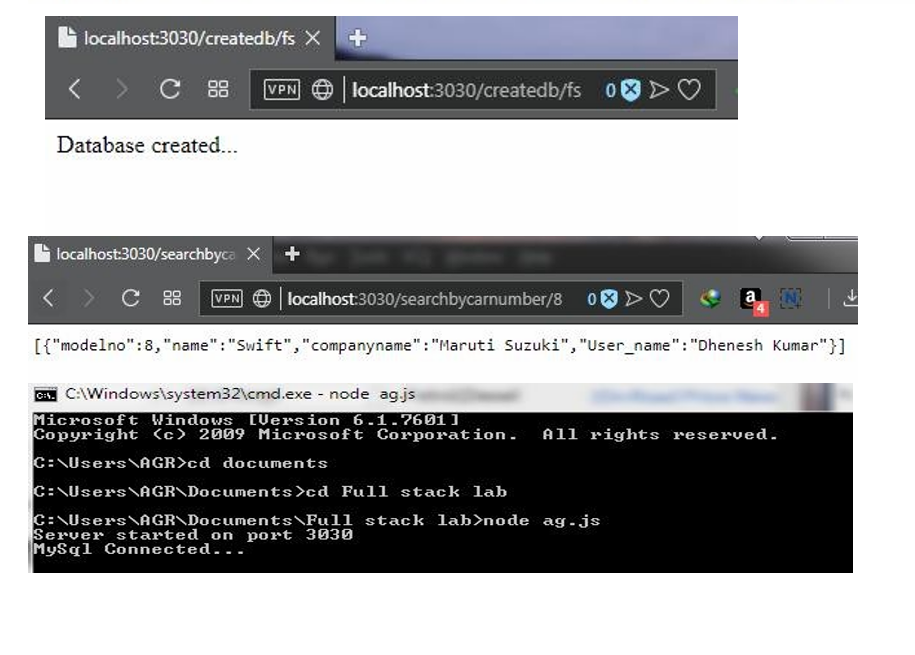 localhost:3030/createdb/fs
VPN localhost:3030/createdb/fs 0
Database created...
localhost:3030/searchbyca
VPN localhost:3030/searchbycarnumber/8 0 a 4 N
[{"modelno":8,"name":"Swift","companyname":"Maruti Suzuki","User_name":"Dhenesh Kumar"}]
C:\Windows\system32\cmd.exe - node ag.js
Microsoft Windows [Version 6.1.7601]
Copyright (c) 2009 Microsoft Corporation. All rights reserved.
C:\Users\AGR>cd documents
C:\Users\AGR\Documents>cd Full stack lab
C:\Users\AGR\Documents\Full stack lab>node ag.js
Server started on port 3030
MySql Connected...